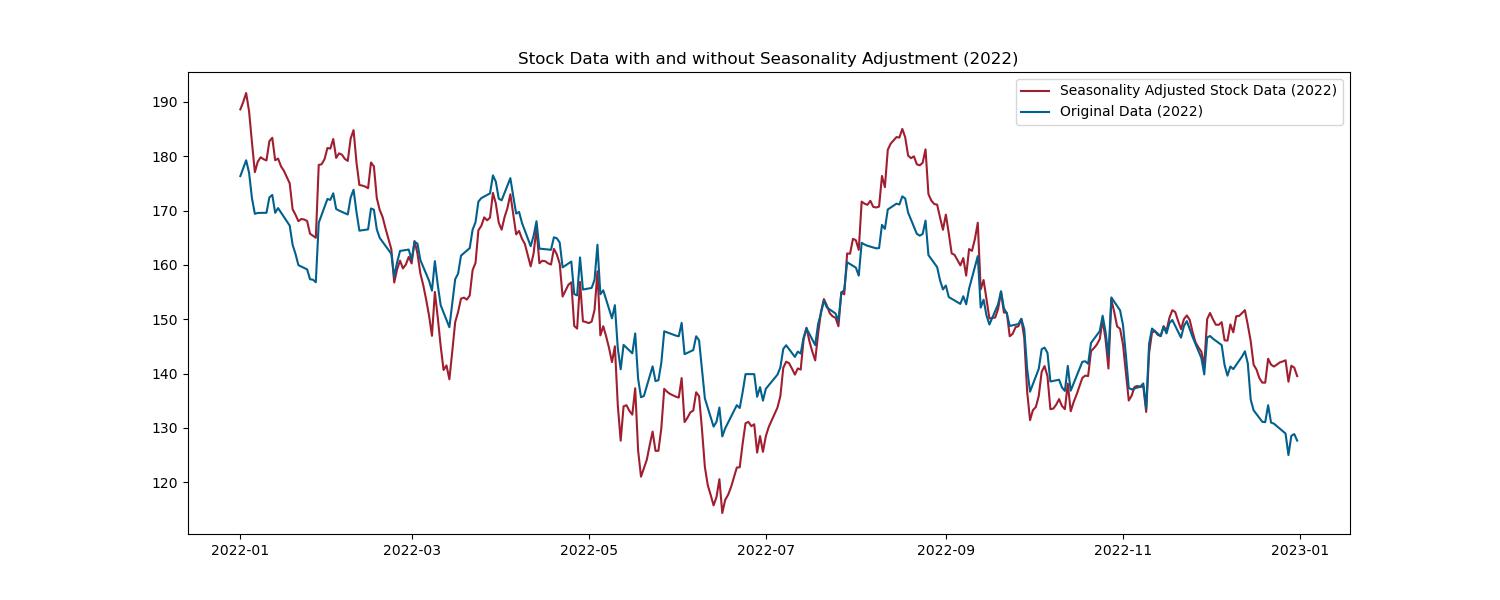 Stock Data with and without Seasonality Adjustment (2022)
Seasonality Adjusted Stock Data (2022)
Original Data (2022)
190
180
170
160
150
140
130
120
2022-01 2022-03 2022-05 2022-07 2022-09 2022-11 2023-01